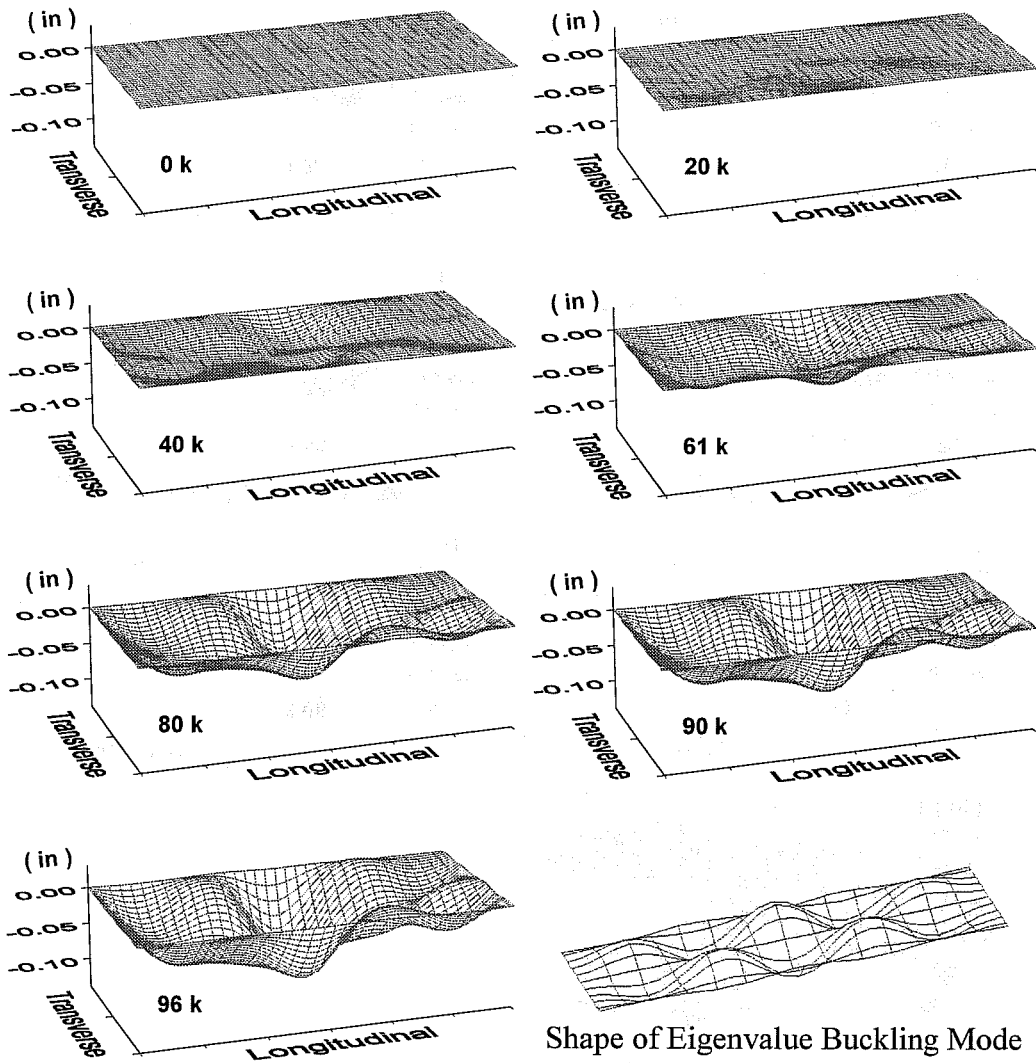 ( in )
0.00
-0.05
-0.10
Transverse
0 k
Longitudinal
( in )
0.00
-0.05
-0.10
Transverse
20 k
Longitudinal
( in )
0.00
-0.05
-0.10
Transverse
40 k
Longitudinal
( in )
0.00
-0.05
-0.10
Transverse
61 k
Longitudinal
( in )
0.00
-0.05
-0.10
Transverse
80 k
Longitudinal
( in )
0.00
-0.05
-0.10
Transverse
90 k
Longitudinal
( in )
0.00
-0.05
-0.10
Transverse
96 k
Longitudinal
Shape of Eigenvalue Buckling Mode